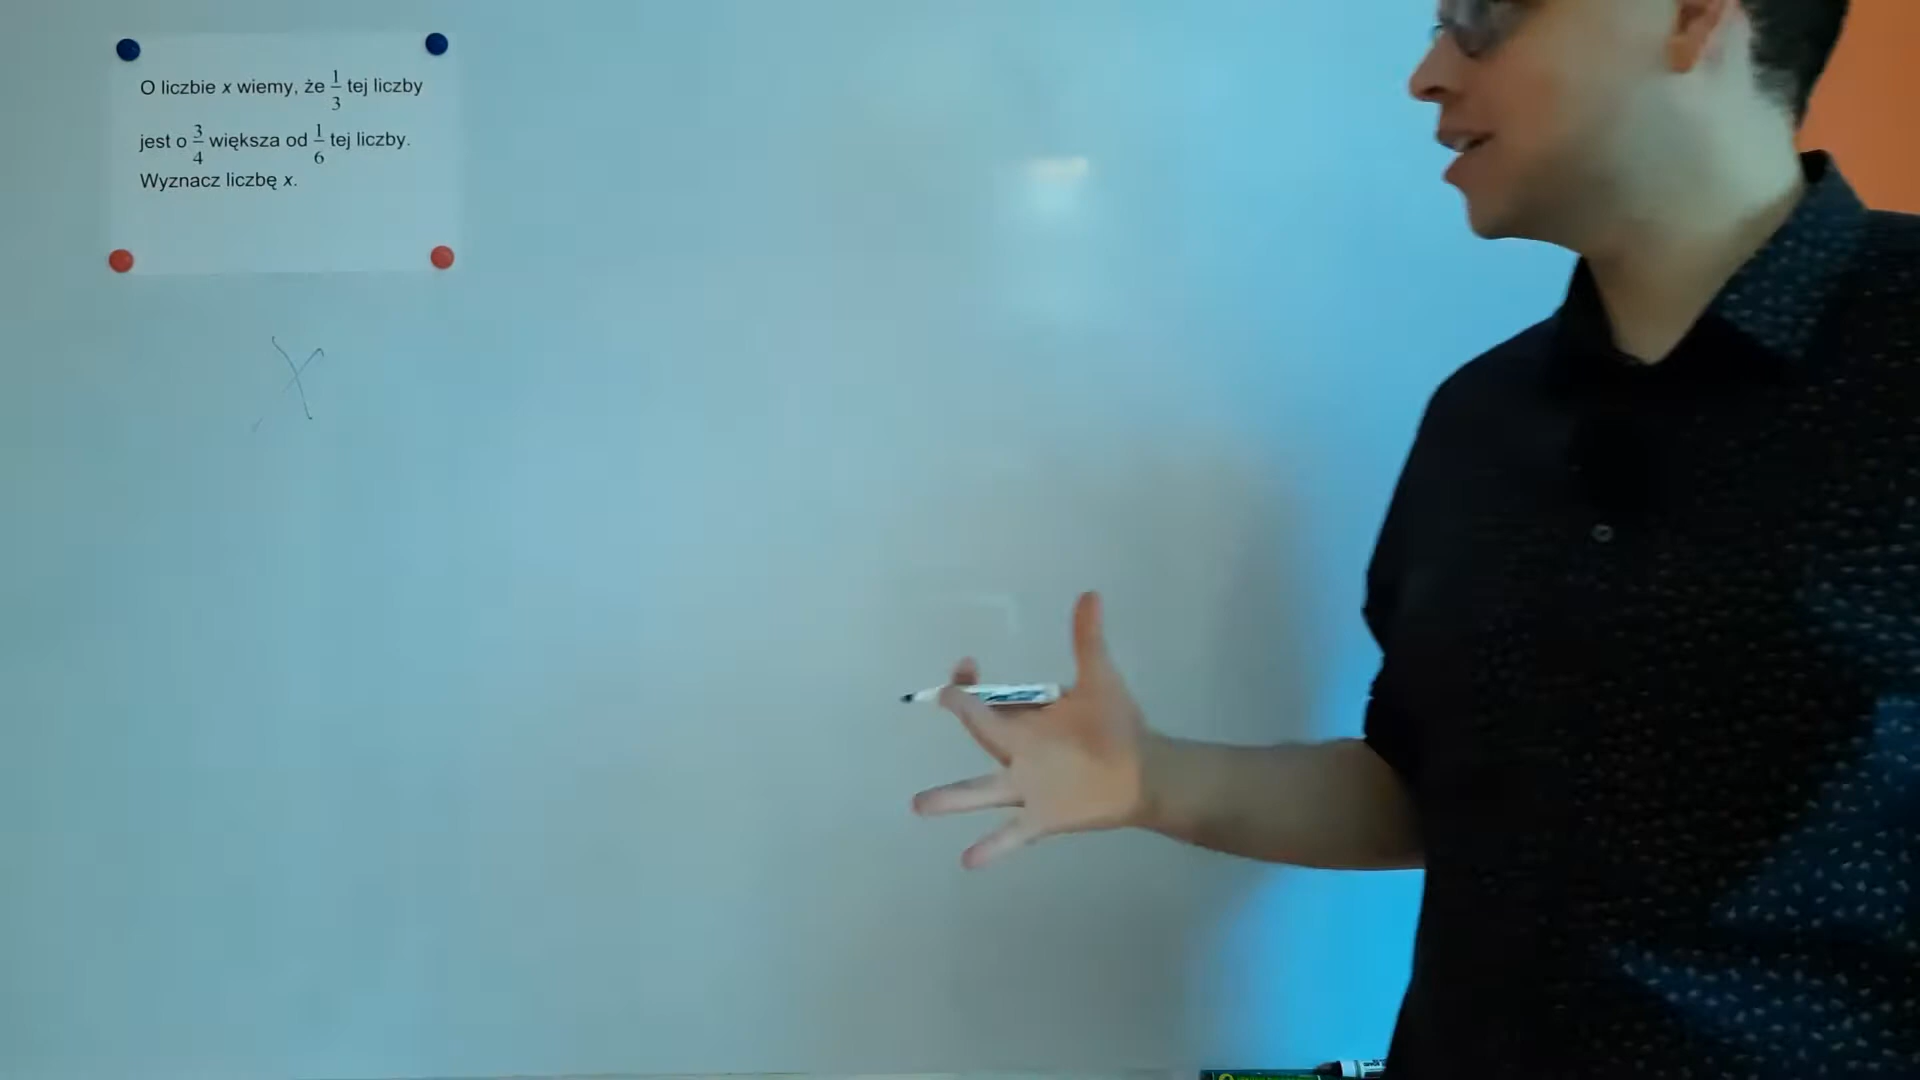 O liczbie x wiemy, że 1/3 tej liczby
jest o 3/4 większa od 1/6 tej liczby.
Wyznacz liczbę x.
x